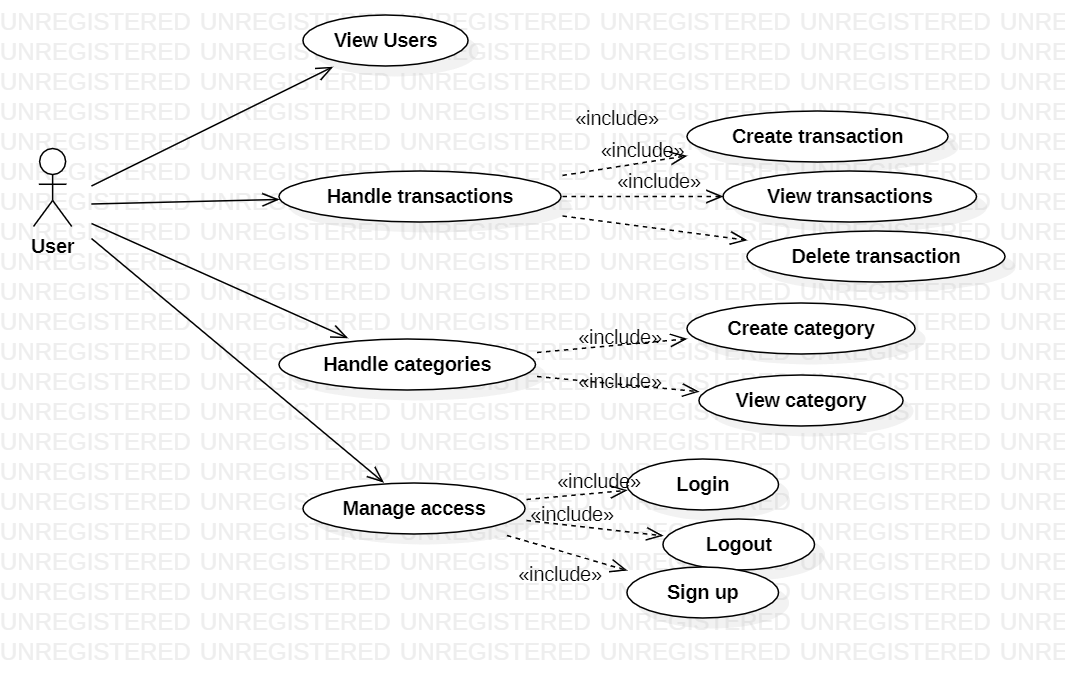 View Users
«include»
Create transaction
«include»
«include»
Handle transactions
View transactions
User
Delete transaction
Create category
«include»
Handle categories
«include»
View category
«include»
Login
Manage access
«include»
Logout
«include»
Sign up
UNREGISTERED UNREGISTERED UNREGISTERED UNREGISTERED UNREGISTERED UNRE